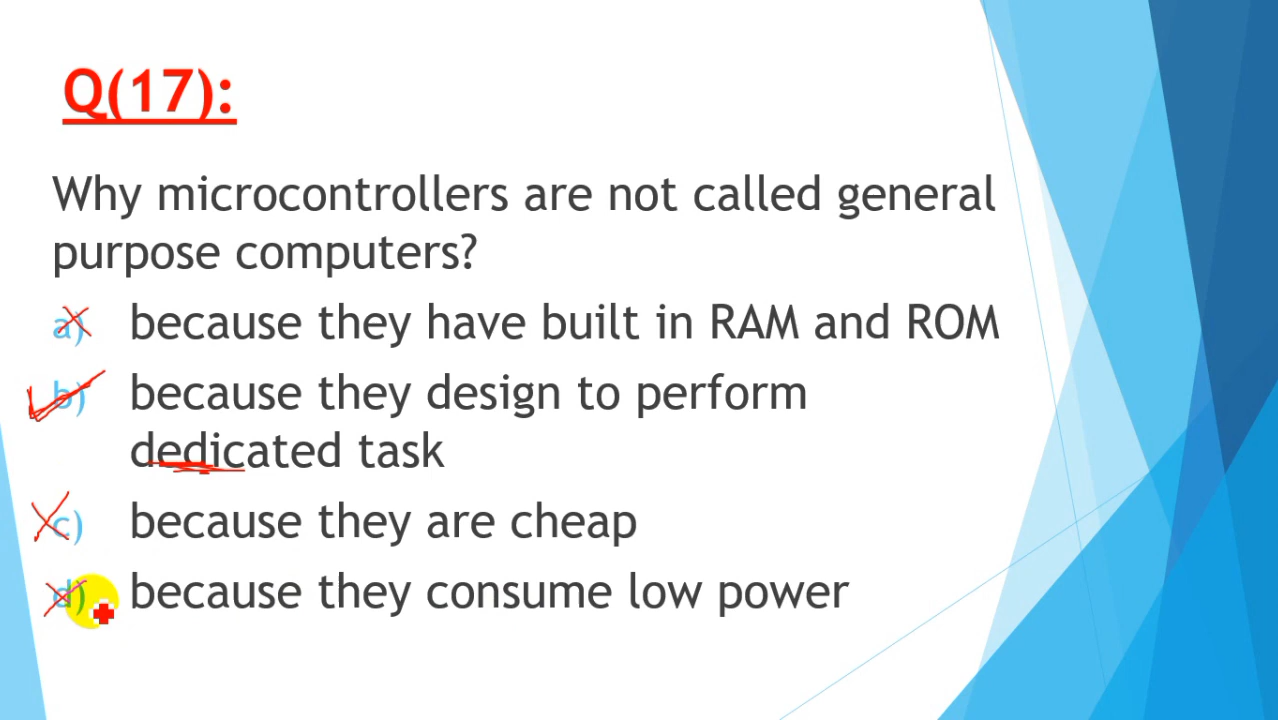 Q(17):
Why microcontrollers are not called general
purpose computers?
a) because they have built in RAM and ROM
b) because they design to perform
dedicated task
c) because they are cheap
d) because they consume low power